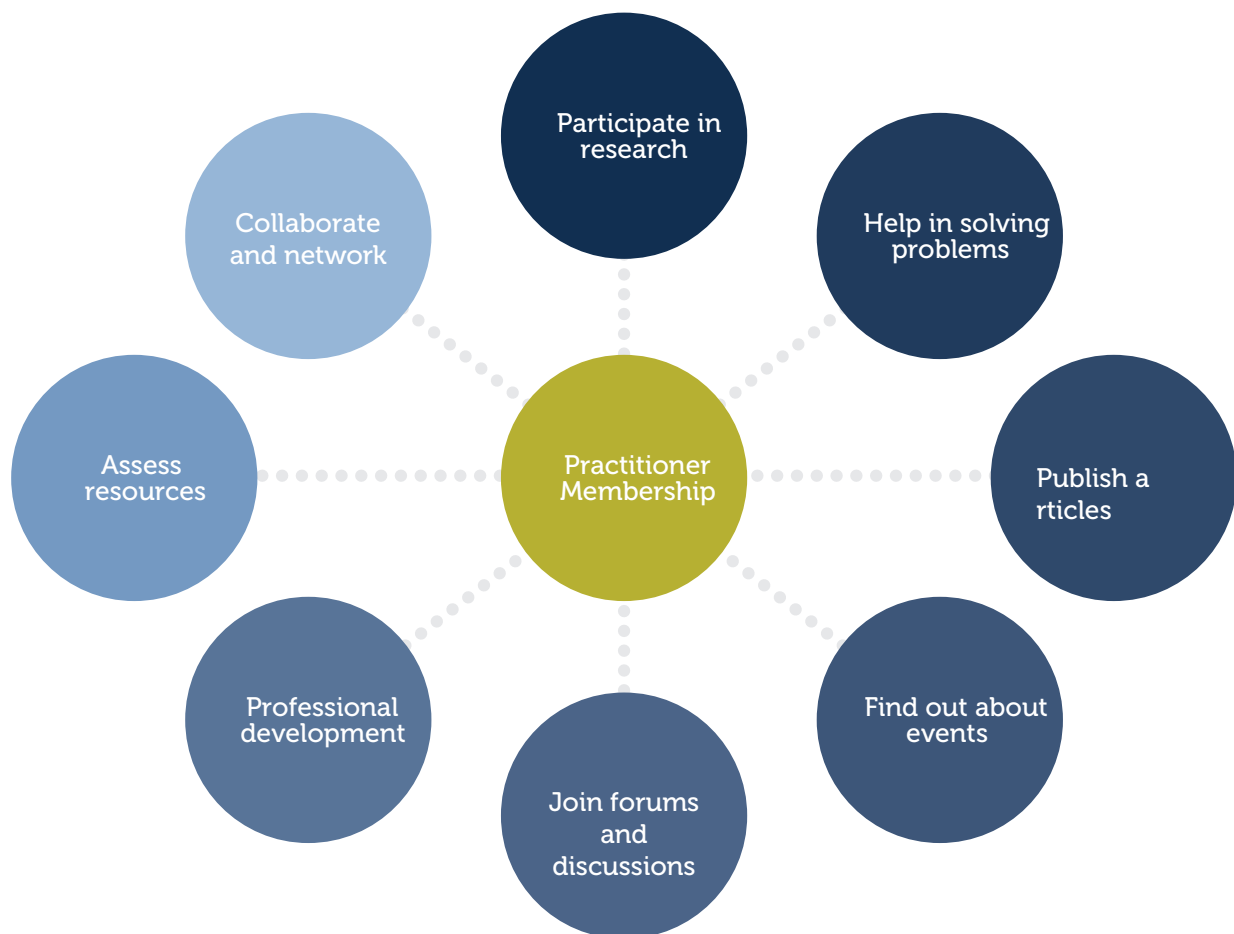 Participate in
research
Help in solving
problems
Publish a
rticles
Find out about
events
Join forums
and
discussions
Professional
development
Assess
resources
Collaborate
and network
Practitioner
Membership